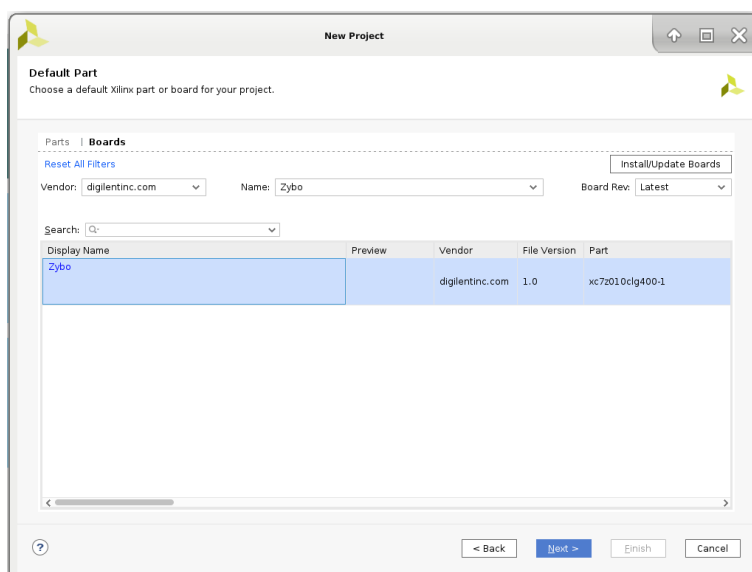 New Project
Default Part
Choose a default Xilinx part or board for your project.
Parts | Boards
Reset All Filters
Install/Update Boards
Vendor: digilentinc.com Name: Zybo Board Rev: Latest
Search: Q-
Display Name Preview Vendor File Version Part
Zybo
digilentinc.com 1.0 xc7z010clg400-1
? < Back Next > Finish Cancel